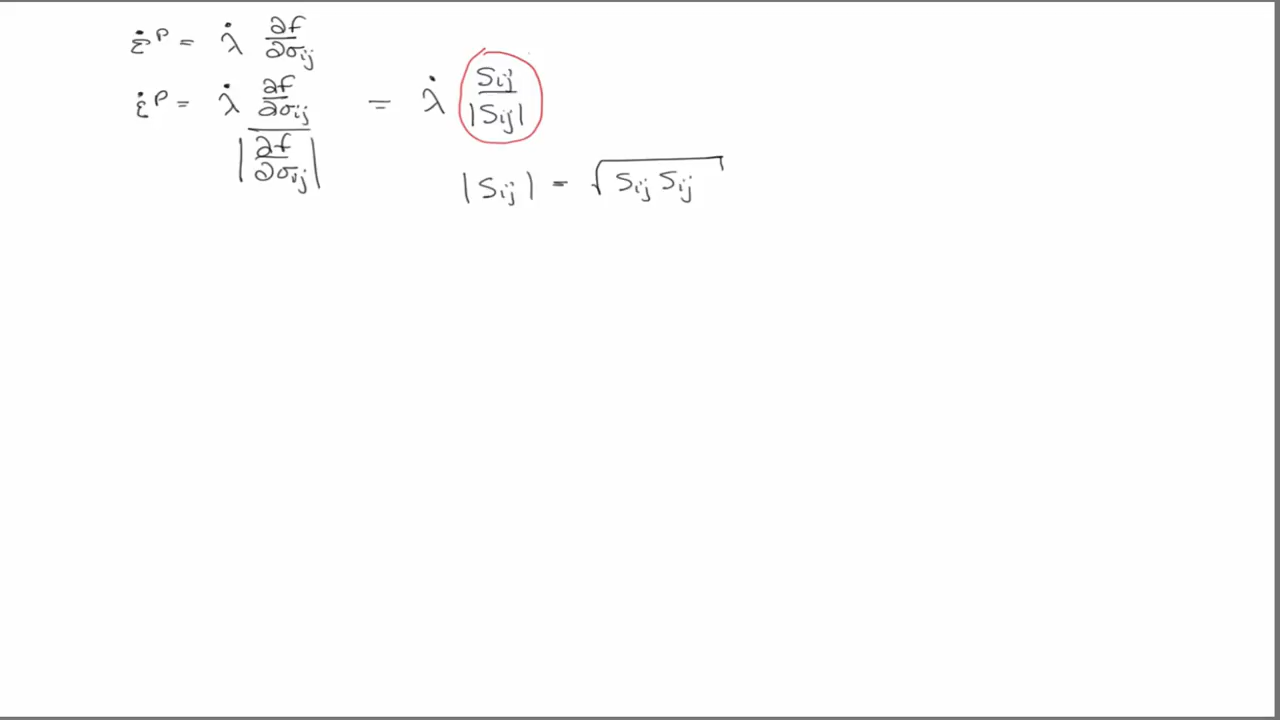 ε̇ᵖ = λ̇ ∂f/∂σij
ε̇ᵖ = λ̇ (∂f/∂σij)/|∂f/∂σij| = λ̇ Sij/|Sij|
|Sij| = √(Sij Sij)